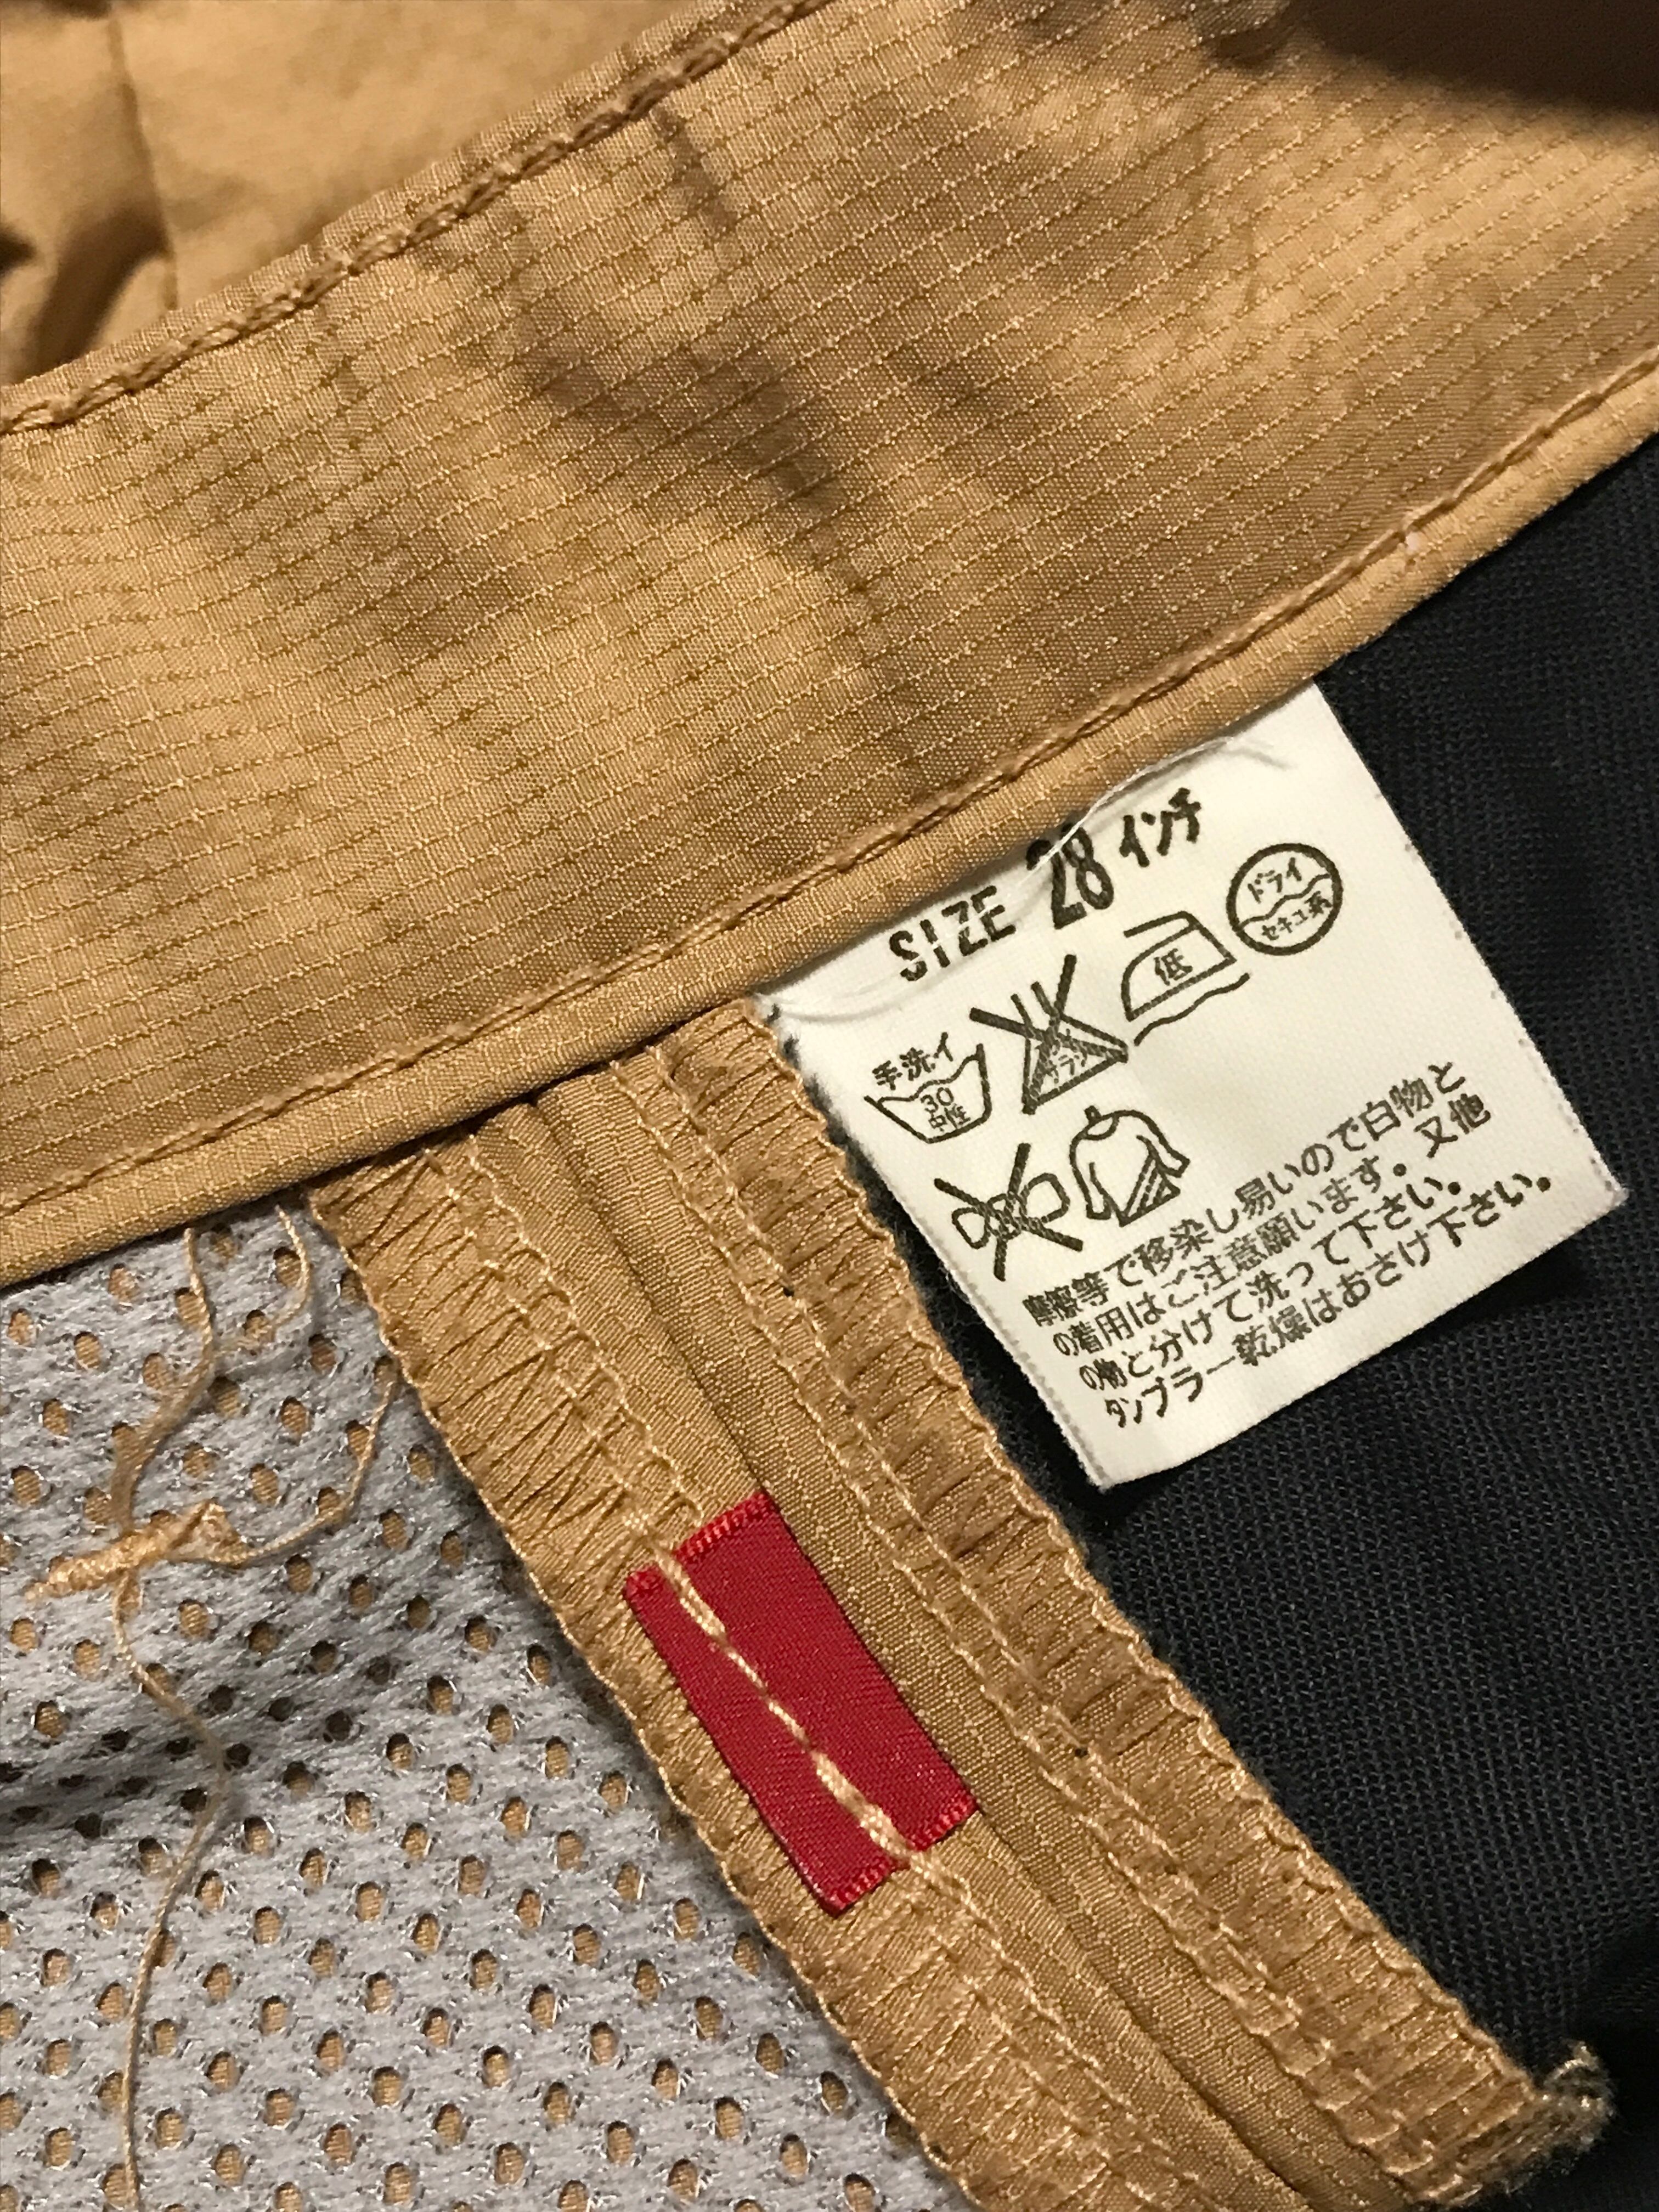 SIZE 28 インチ
手洗イ
30
中性
サラシ
低
ドライ
セキユ系
摩擦等で移染し易いので白物と
の着用はご注意願います。又他
の物と分けて洗って下さい。
タンブラー乾燥はおさけ下さい。